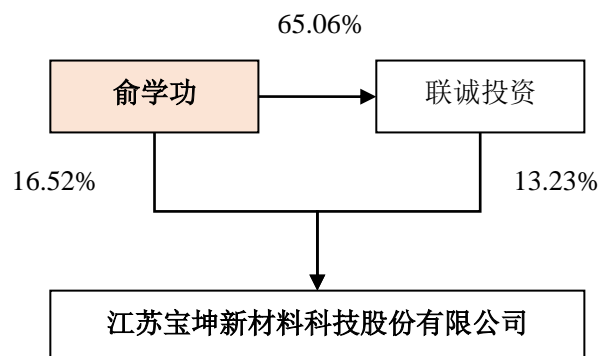 65.06%
俞学功
联诚投资
16.52%
13.23%
江苏宝坤新材料科技股份有限公司